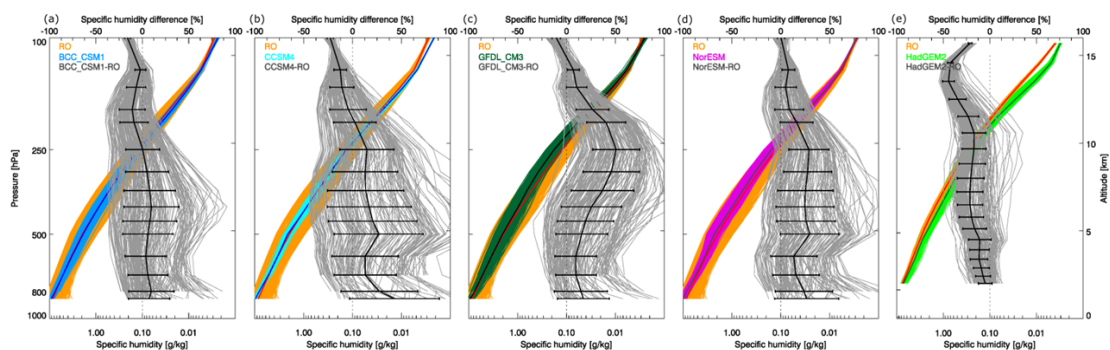 Specific humidity difference [%] Specific humidity difference [%] Specific humidity difference [%] Specific humidity difference [%] Specific humidity difference [%]
(a) -100 -50 0 50 100 (b) -100 -50 0 50 100 (c) -100 -50 0 50 100 (d) -100 -50 0 50 100 (e) -100 -50 0 50 100
100 RO RO RO RO RO 15
BCC_CSM1 CCSM4 GFDL_CM3 NorESM HadGEM2
BCC_CSM1-RO CCSM4-RO GFDL_CM3-RO NorESM-RO HadGEM2-RO
250 10
Pressure [hPa] Altitude [km]
500 5
800
1000 0
1.00 0.10 0.01 1.00 0.10 0.01 1.00 0.10 0.01 1.00 0.10 0.01 1.00 0.10 0.01
Specific humidity [g/kg] Specific humidity [g/kg] Specific humidity [g/kg] Specific humidity [g/kg] Specific humidity [g/kg]